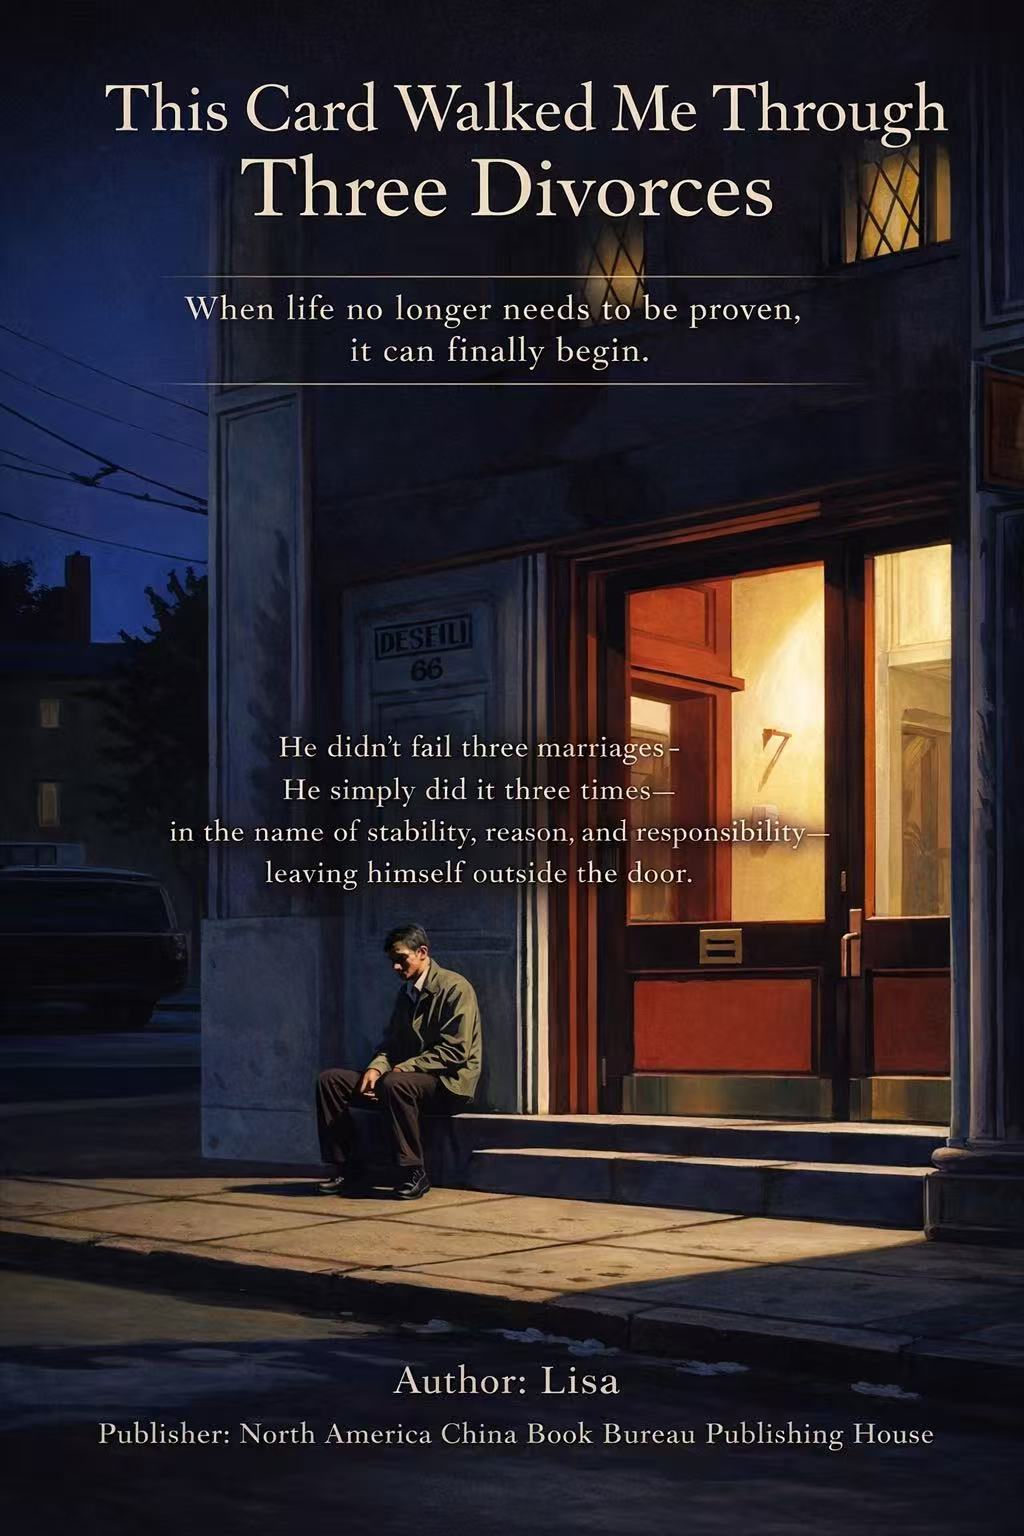 This Card Walked Me Through
Three Divorces
When life no longer needs to be proven,
it can finally begin.
DESEILI
66
He didn't fail three marriages-
He simply did it three times—
in the name of stability, reason, and responsibility—
leaving himself outside the door.
Author: Lisa
Publisher: North America China Book Bureau Publishing House